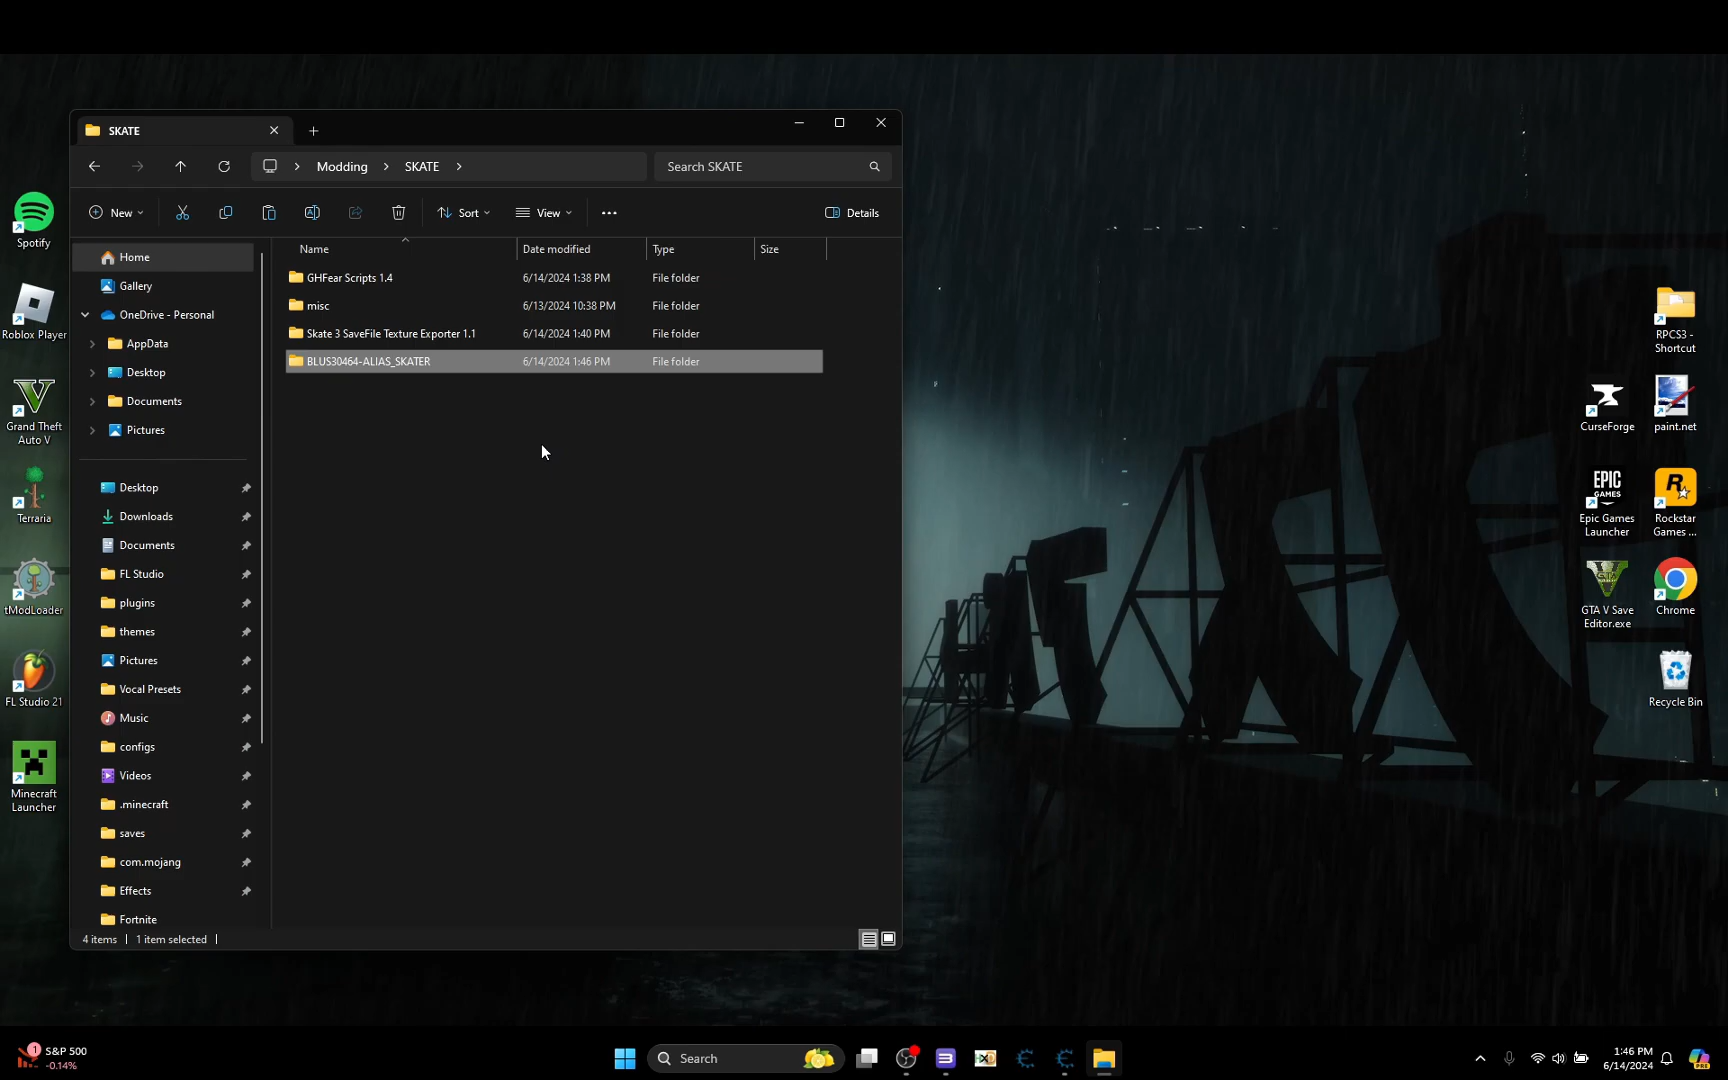 SKATE
Modding
SKATE
Search SKATE
New
Sort
View
Details
Name
Date modified
Type
Size
Home
Gallery
OneDrive - Personal
AppData
Desktop
Documents
Pictures
Desktop
Downloads
Documents
FL Studio
plugins
themes
Pictures
Vocal Presets
Music
configs
Videos
.minecraft
saves
com.mojang
Effects
Fortnite
GHFear Scripts 1.4 6/14/2024 1:38 PM File folder
misc 6/13/2024 10:38 PM File folder
Skate 3 SaveFile Texture Exporter 1.1 6/14/2024 1:40 PM File folder
BLUS30464-ALIAS_SKATER 6/14/2024 1:46 PM File folder
4 items
1 item selected
Spotify
Roblox Player
Grand Theft
Auto V
Terraria
tModLoader
FL Studio 21
Minecraft
Launcher
RPCS3 -
Shortcut
CurseForge
paint.net
EPIC
GAMES
Epic Games
Launcher
Rockstar
Games ...
GTA V Save
Editor.exe
Chrome
Recycle Bin
1
S&P 500
-0.14%
Search
1:46 PM
6/14/2024
PRE